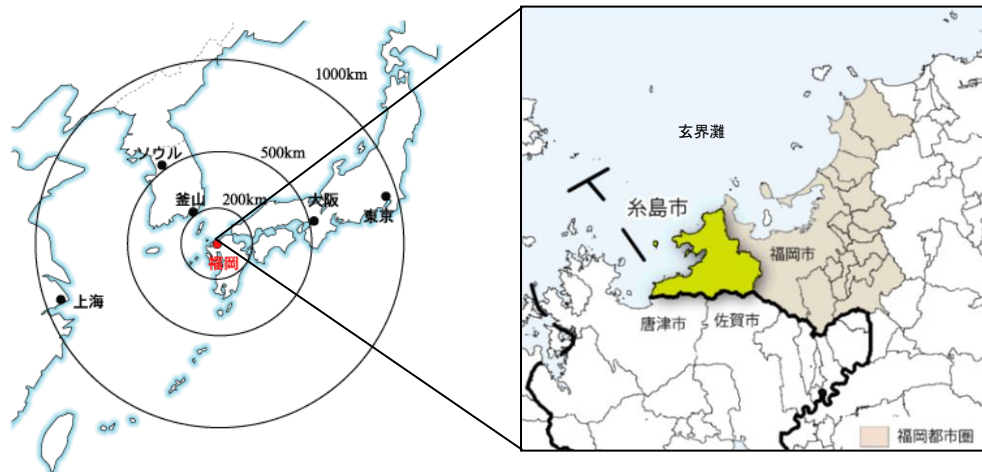 1000km
500km
200km
ソウル
釜山
大阪
東京
福岡
上海
玄界灘
糸島市
福岡市
唐津市
佐賀市
福岡都市圏